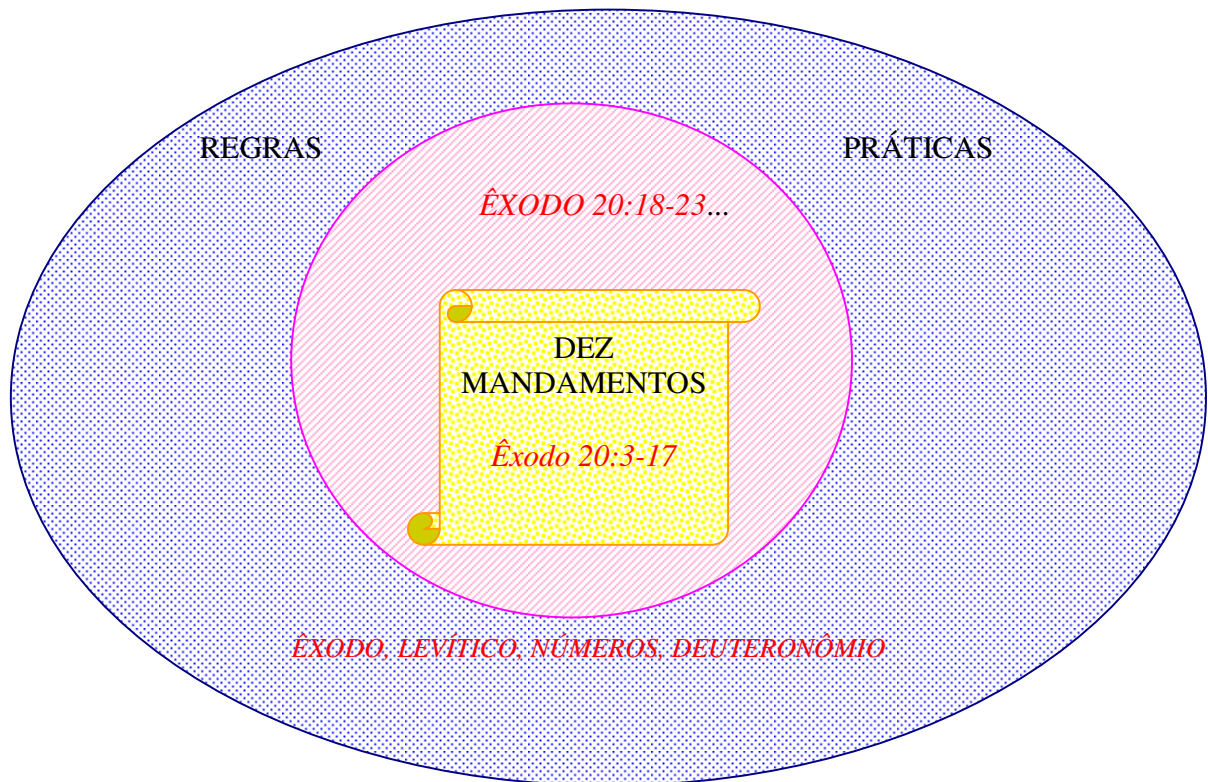 REGRAS
PRÁTICAS
ÊXODO 20:18-23...
DEZ
MANDAMENTOS
Êxodo 20:3-17
ÊXODO, LEVÍTICO, NÚMEROS, DEUTERONÔMIO